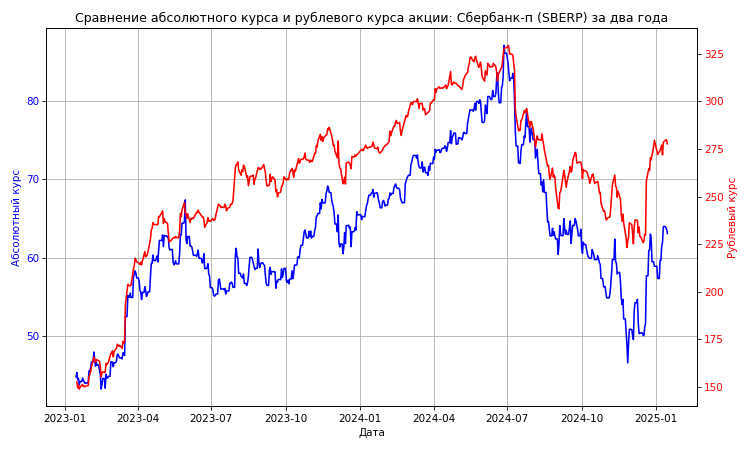 Сравнение абсолютного курса и рублевого курса акции: Сбербанк-п (SBERP) за два года
Абсолютный курс
80
70
60
50
325
300
275
250
225
200
175
150
Рублевый курс
2023-01 2023-04 2023-07 2023-10 2024-01 2024-04 2024-07 2024-10 2025-01
Дата